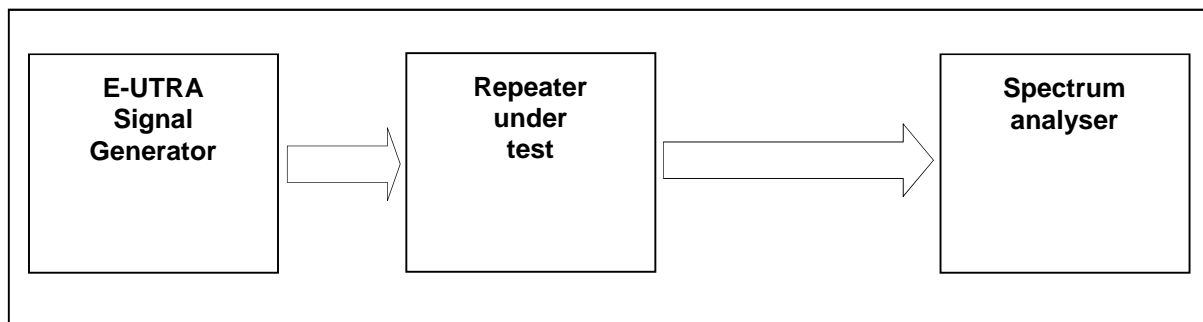 E-UTRA
Signal
Generator
Repeater
under
test
Spectrum
analyser